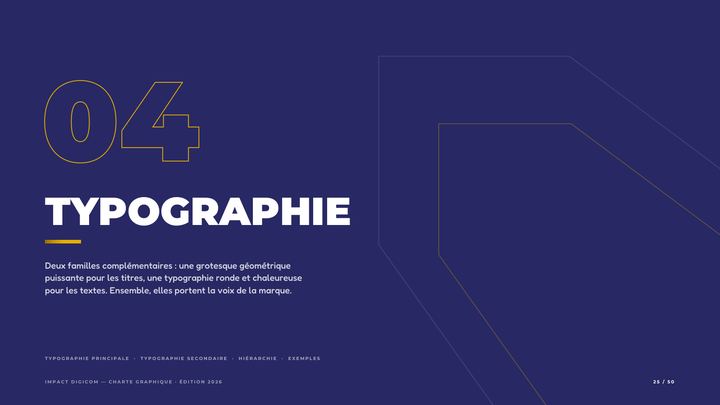 04
TYPOGRAPHIE
Deux familles complémentaires : une grotesque géométrique
puissante pour les titres, une typographie ronde et chaleureuse
pour les textes. Ensemble, elles portent la voix de la marque.
TYPOGRAPHIE PRINCIPALE · TYPOGRAPHIE SECONDAIRE · HIÉRARCHIE · EXEMPLES
IMPACT DIGICOM — CHARTE GRAPHIQUE · ÉDITION 2026
25 / 50